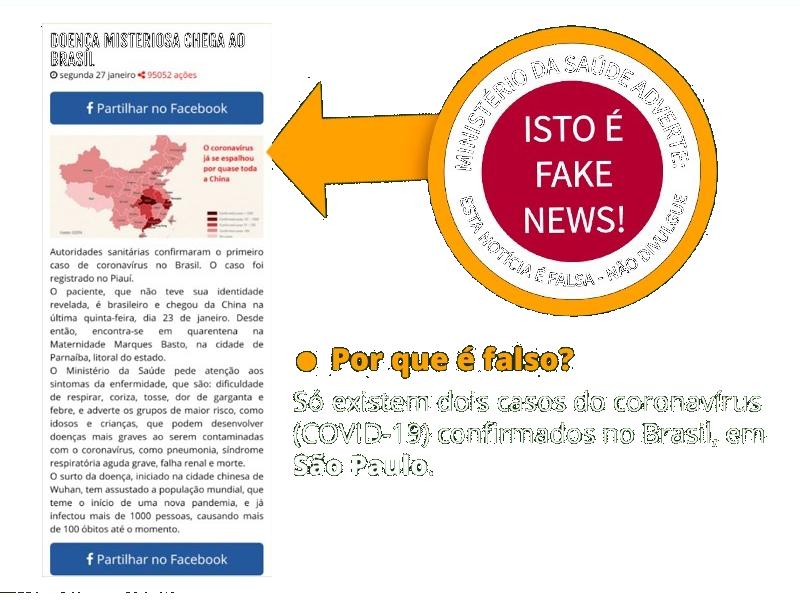 DOENÇA MISTERIOSA CHEGA AO
BRASIL
segunda 27 janeiro 95052 ações
f Partilhar no Facebook
O coronavírus
já se espalhou
por quase toda
a China
Autoridades sanitárias confirmaram o primeiro
caso de coronavírus no Brasil. O caso foi
registrado no Piauí.
O paciente, que não teve sua identidade
revelada, é brasileiro e chegou da China na
última quinta-feira, dia 23 de janeiro. Desde
então, encontra-se em quarentena na
Maternidade Marques Basto, na cidade de
Parnaíba, litoral do estado.
O Ministério da Saúde pede atenção aos
sintomas da enfermidade, que são: dificuldade
de respirar, coriza, tosse, dor de garganta e
febre, e adverte os grupos de maior risco, como
idosos e crianças, que podem desenvolver
doenças mais graves ao serem contaminadas
com o coronavírus, como pneumonia, síndrome
respiratória aguda grave, falha renal e morte.
O surto da doença, iniciado na cidade chinesa de
Wuhan, tem assustado a população mundial, que
teme o início de uma nova pandemia, e já
infectou mais de 1000 pessoas, causando mais
de 100 óbitos até o momento.
f Partilhar no Facebook
MINISTÉRIO DA SAÚDE ADVERTE:
ISTO É
FAKE
NEWS!
ESTA NOTÍCIA É FALSA - NÃO DIVULGUE
● Por que é falso?
Só existem dois casos do coronavírus
(COVID-19) confirmados no Brasil, em
São Paulo.